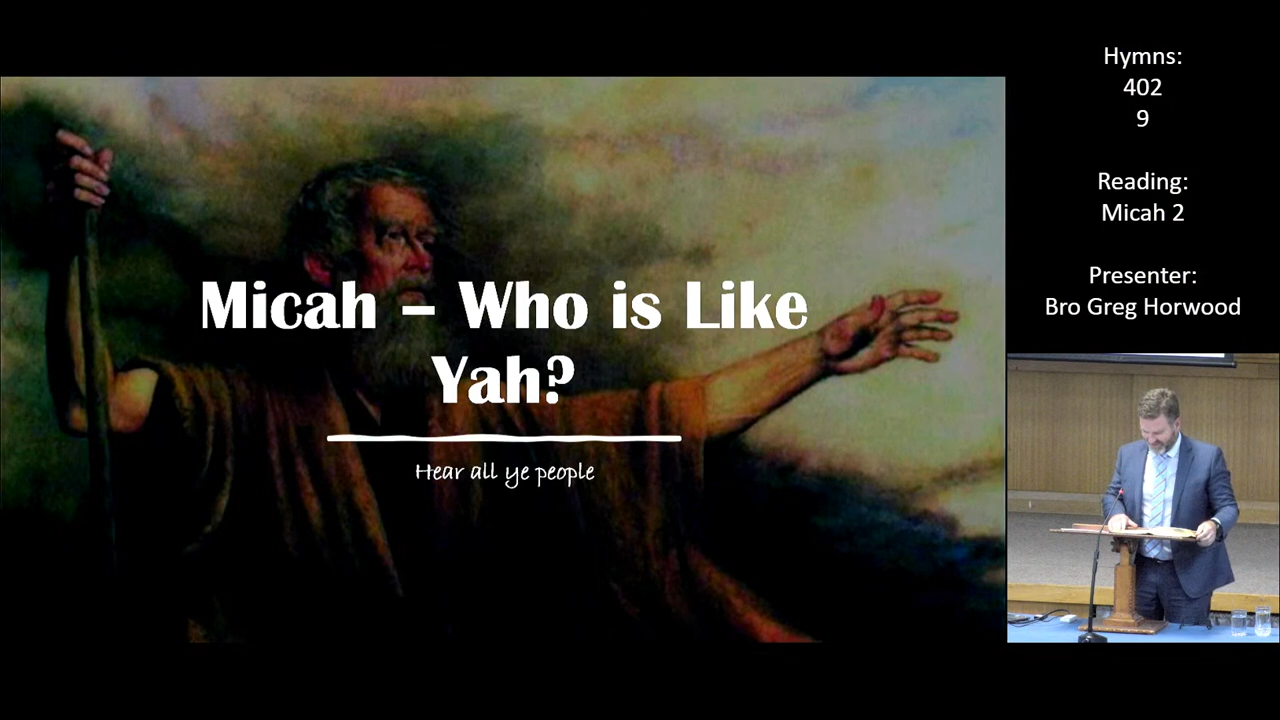 Micah – Who is Like
Yah?
Hear all ye people
Hymns:
402
9
Reading:
Micah 2
Presenter:
Bro Greg Horwood